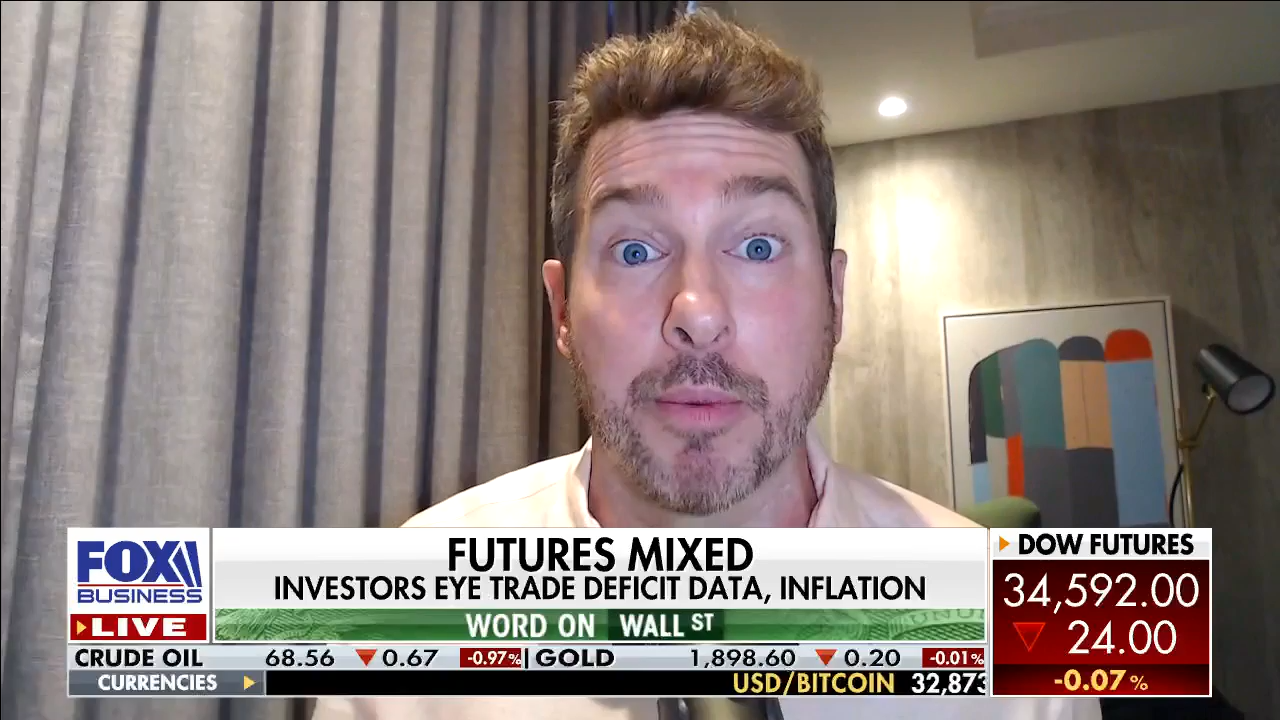 FUTURES MIXED
INVESTORS EYE TRADE DEFICIT DATA, INFLATION
WORD ON WALL ST
FOX
BUSINESS
LIVE
DOW FUTURES
34,592.00
24.00
-0.07%
CRUDE OIL 68.56 0.67 -0.97% GOLD 1,898.60 0.20 -0.01%
CURRENCIES USD/BITCOIN 32,873